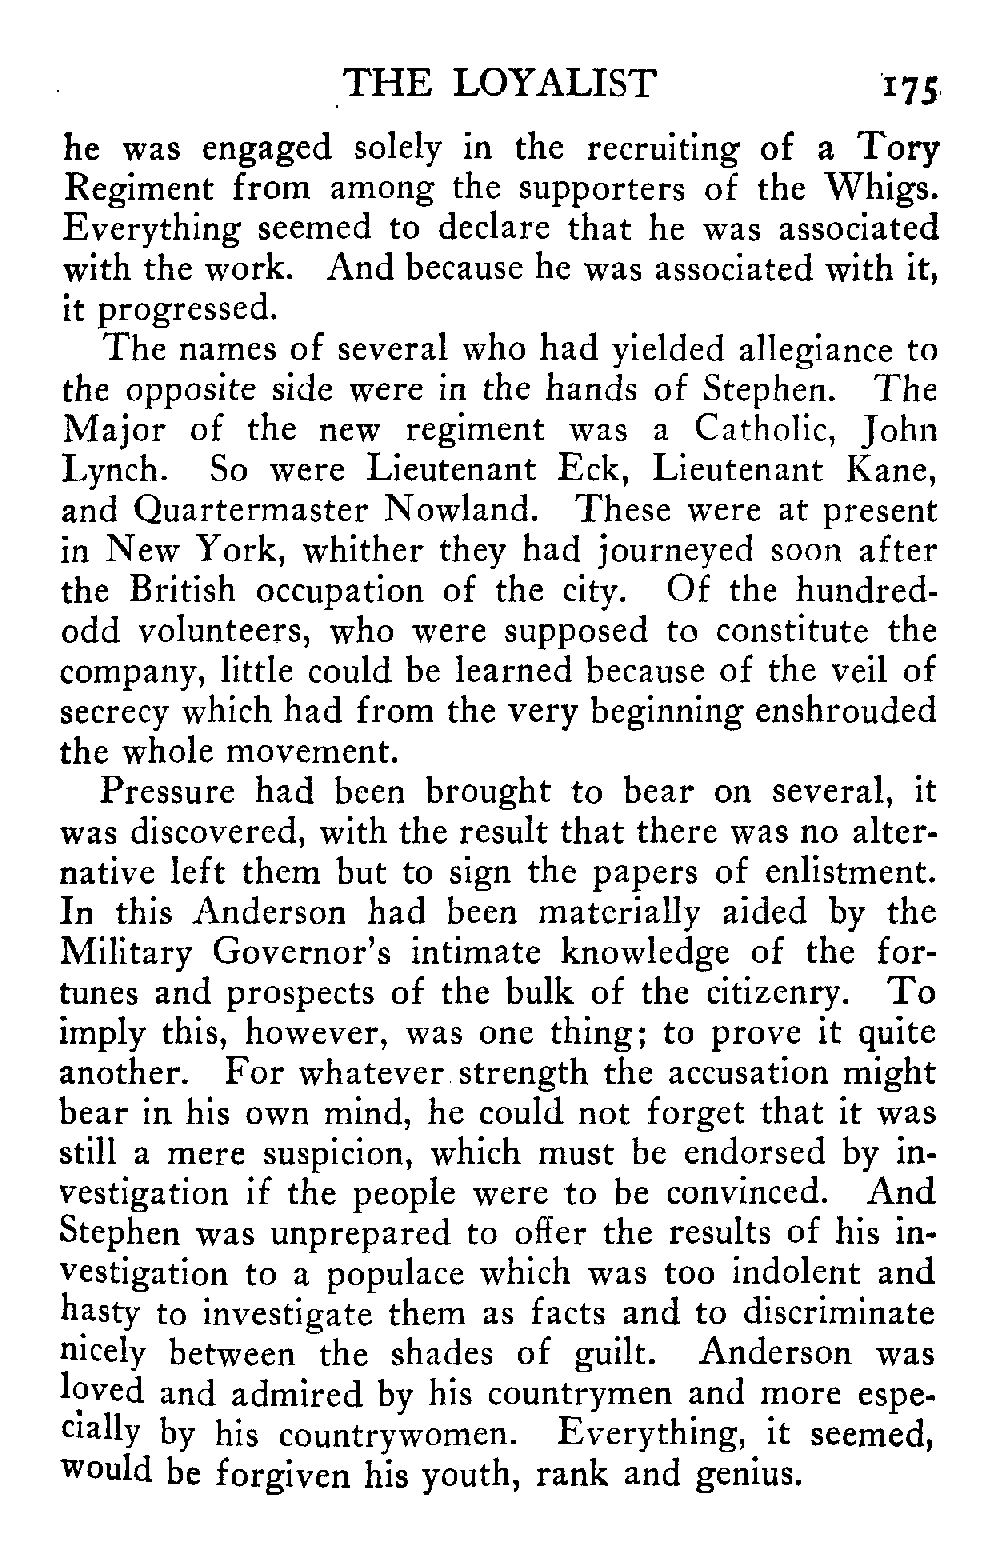 THE LOYALIST 175
he was engaged solely in the recruiting of a Tory
Regiment from among the supporters of the Whigs.
Everything seemed to declare that he was associated
with the work. And because he was associated with it,
it progressed.
The names of several who had yielded allegiance to
the opposite side were in the hands of Stephen. The
Major of the new regiment was a Catholic, John
Lynch. So were Lieutenant Eck, Lieutenant Kane,
and Quartermaster Nowland. These were at present
in New York, whither they had journeyed soon after
the British occupation of the city. Of the hundred-
odd volunteers, who were supposed to constitute the
company, little could be learned because of the veil of
secrecy which had from the very beginning enshrouded
the whole movement.
Pressure had been brought to bear on several, it
was discovered, with the result that there was no alter-
native left them but to sign the papers of enlistment.
In this Anderson had been materially aided by the
Military Governor's intimate knowledge of the for-
tunes and prospects of the bulk of the citizenry. To
imply this, however, was one thing; to prove it quite
another. For whatever strength the accusation might
bear in his own mind, he could not forget that it was
still a mere suspicion, which must be endorsed by in-
vestigation if the people were to be convinced. And
Stephen was unprepared to offer the results of his in-
vestigation to a populace which was too indolent and
hasty to investigate them as facts and to discriminate
nicely between the shades of guilt. Anderson was
loved and admired by his countrymen and more espe-
cially by his countrywomen. Everything, it seemed,
would be forgiven his youth, rank and genius.